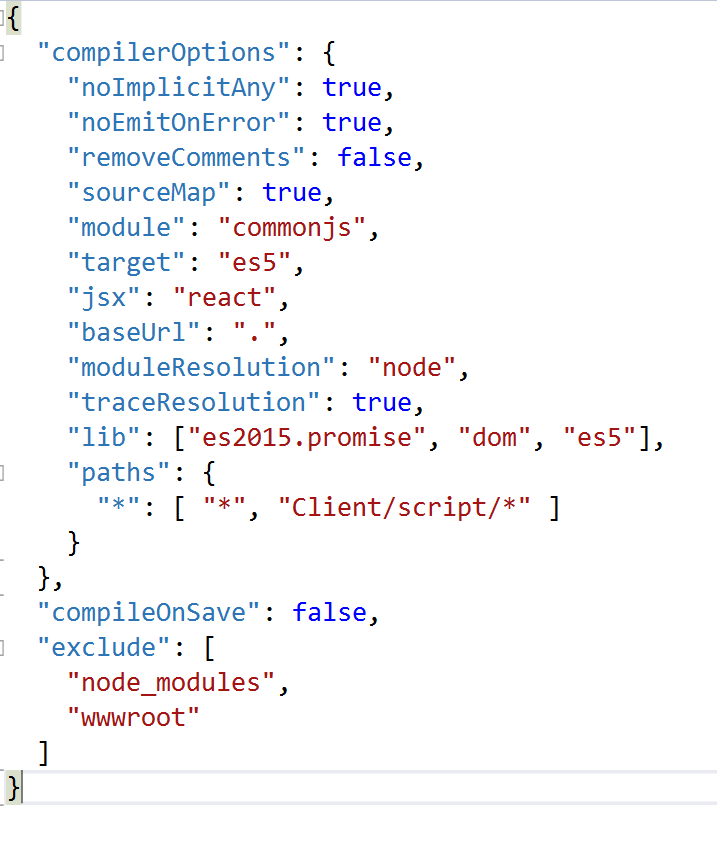 {
"compilerOptions": {
"noImplicitAny": true,
"noEmitOnError": true,
"removeComments": false,
"sourceMap": true,
"module": "commonjs",
"target": "es5",
"jsx": "react",
"baseUrl": ".",
"moduleResolution": "node",
"traceResolution": true,
"lib": ["es2015.promise", "dom", "es5"],
"paths": {
"*": [ "*", "Client/script/*" ]
}
},
"compileOnSave": false,
"exclude": [
"node_modules",
"wwwroot"
]
}